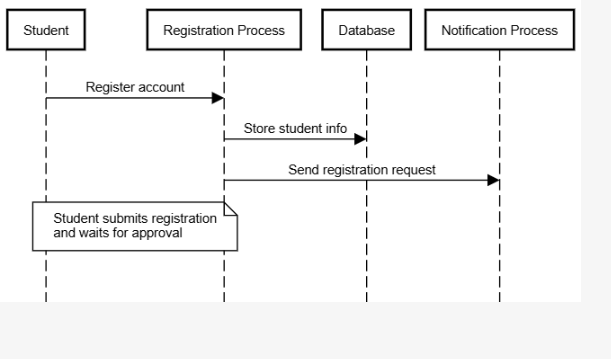 Student
Registration Process
Database
Notification Process
Register account
Store student info
Send registration request
Student submits registration
and waits for approval